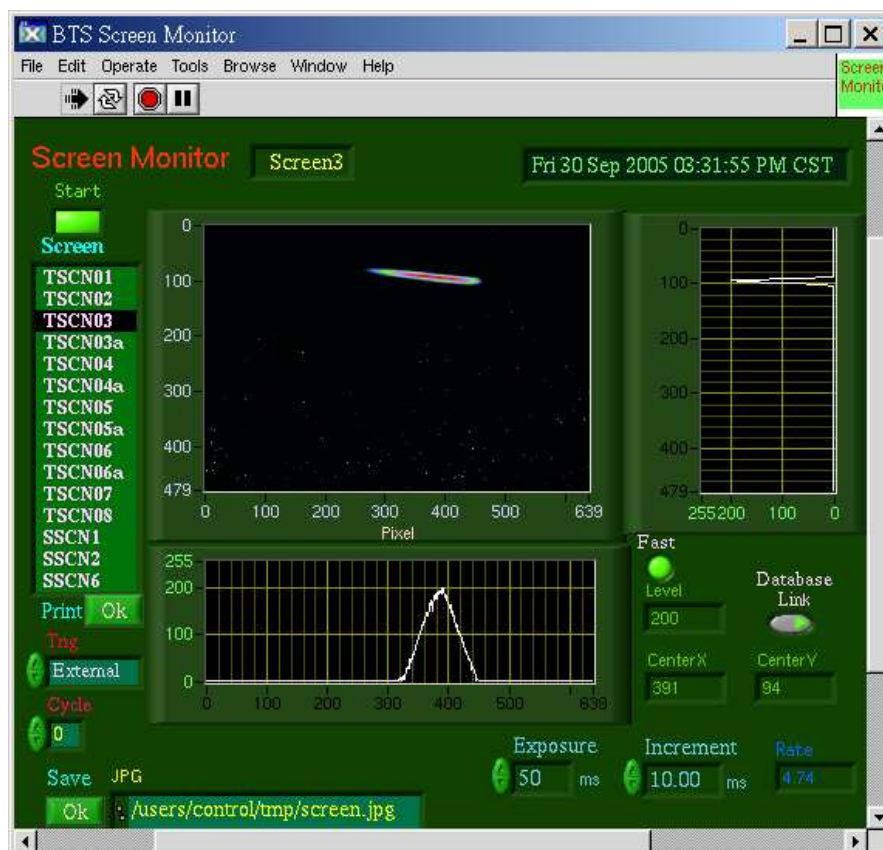 BTS Screen Monitor
File Edit Operate Tools Browse Window Help
Screen
Monito
Screen Monitor
Screen3
Fri 30 Sep 2005 03:31:55 PM CST
Start
Screen
TSCN01
TSCN02
TSCN03
TSCN03a
TSCN04
TSCN04a
TSCN05
TSCN05a
TSCN06
TSCN06a
TSCN07
TSCN08
SSCN1
SSCN2
SSCN6
Print Ok
Trig
External
Cycle
0
Save JPG
Ok /users/control/tmp/screen.jpg
0
100
200
300
400
479
0 100 200 300 400 500 639
Pixel
0
100
200
300
400
479
255 200 100 0
255
200
100
0
0 100 200 300 400 500 639
Fast
Level
200
Database
Link
CenterX
391
CenterY
94
Exposure
50 ms
Increment
10.00 ms
Rate
4.74